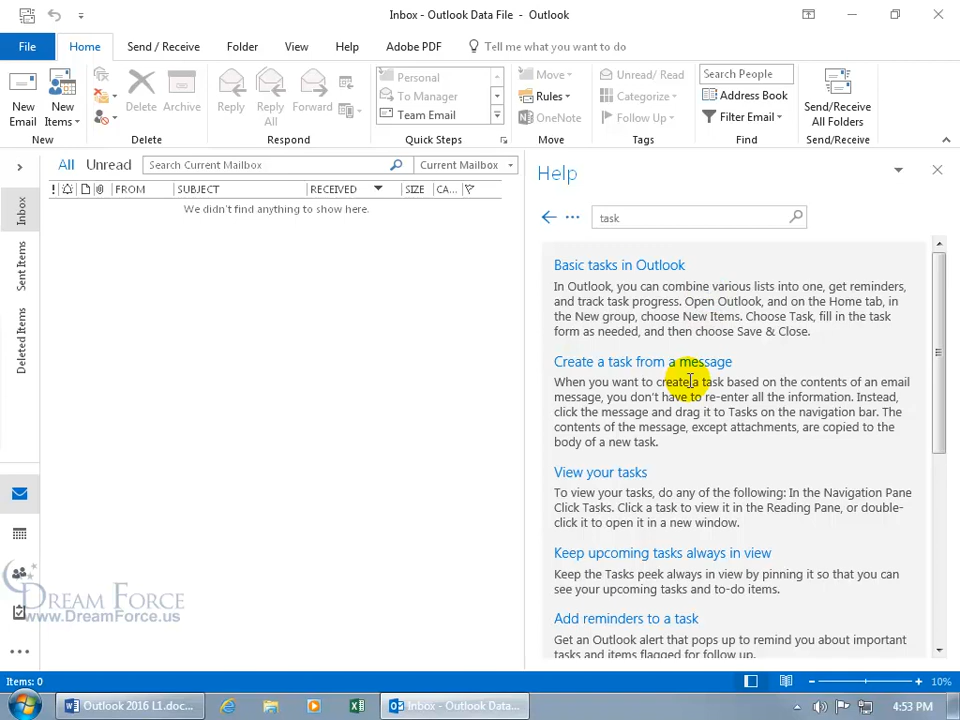 Inbox - Outlook Data File - Outlook
File Home Send / Receive Folder View Help Adobe PDF Tell me what you want to do
New Email
New Items
New
Delete
Archive
Delete
Reply
Reply All
Forward
Respond
Personal
To Manager
Team Email
Quick Steps
Move
Rules
OneNote
Move
Unread/ Read
Categorize
Follow Up
Tags
Search People
Address Book
Filter Email
Find
Send/Receive All Folders
Send/Receive
All Unread Search Current Mailbox Current Mailbox
! FROM SUBJECT RECEIVED SIZE CA...
We didn't find anything to show here.
Inbox
Sent Items
Deleted Items
Help
task
Basic tasks in Outlook
In Outlook, you can combine various lists into one, get reminders,
and track task progress. Open Outlook, and on the Home tab, in
the New group, choose New Items. Choose Task, fill in the task
form as needed, and then choose Save & Close.
Create a task from a message
When you want to create a task based on the contents of an email
message, you don't have to re-enter all the information. Instead,
click the message and drag it to Tasks on the navigation bar. The
contents of the message, except attachments, are copied to the
body of a new task.
View your tasks
To view your tasks, do any of the following: In the Navigation Pane
Click Tasks. Click a task to view it in the Reading Pane, or double-
click it to open it in a new window.
Keep upcoming tasks always in view
Keep the Tasks peek always in view by pinning it so that you can
see your upcoming tasks and to-do items.
Add reminders to a task
Get an Outlook alert that pops up to remind you about important
tasks and items flagged for follow up.
DREAM FORCE
www.DreamForce.us
Items: 0 10%
Outlook 2016 L1.doc... Inbox - Outlook Data... 4:53 PM